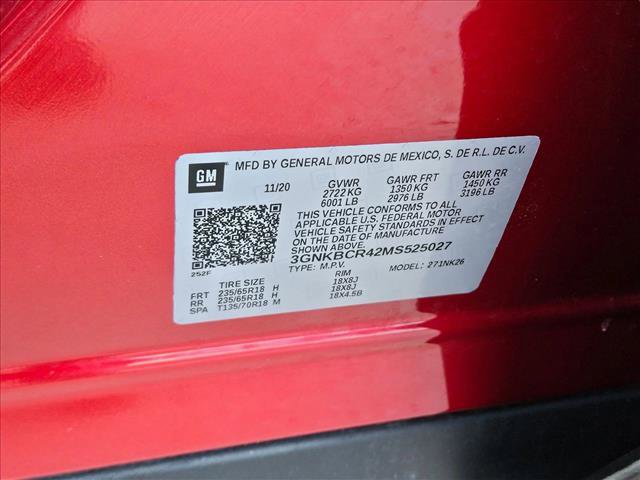 GM
MFD BY GENERAL MOTORS DE MEXICO, S. DE R.L. DE C.V.
11/20 GVWR GAWR FRT GAWR RR
2722 KG 1350 KG 1450 KG
6001 LB 2976 LB 3196 LB
THIS VEHICLE CONFORMS TO ALL
APPLICABLE U.S. FEDERAL MOTOR
VEHICLE SAFETY STANDARDS IN EFFECT
ON THE DATE OF MANUFACTURE
SHOWN ABOVE.
3GNKBCR42MS525027
252F
TYPE: M.P.V. MODEL: 271NK26
TIRE SIZE RIM
FRT 235/65R18 H 18X8J
RR 235/65R18 H 18X8J
SPA T135/70R18 M 18X4.5B